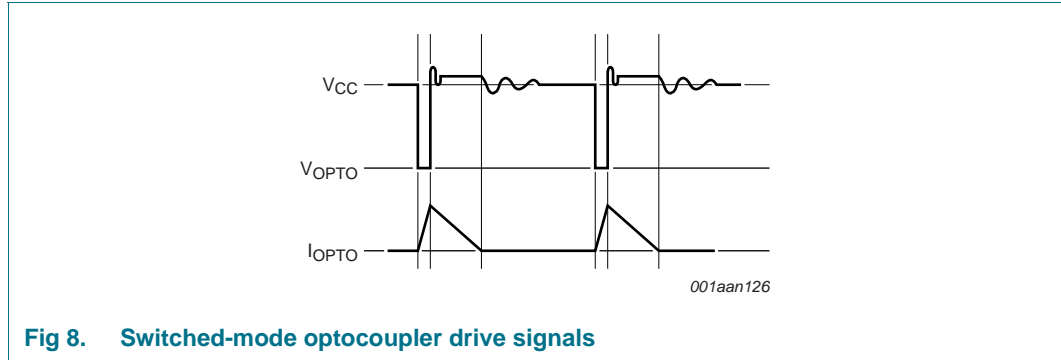 VCC
VOPTO
IOPTO
001aan126
Fig 8. Switched-mode optocoupler drive signals